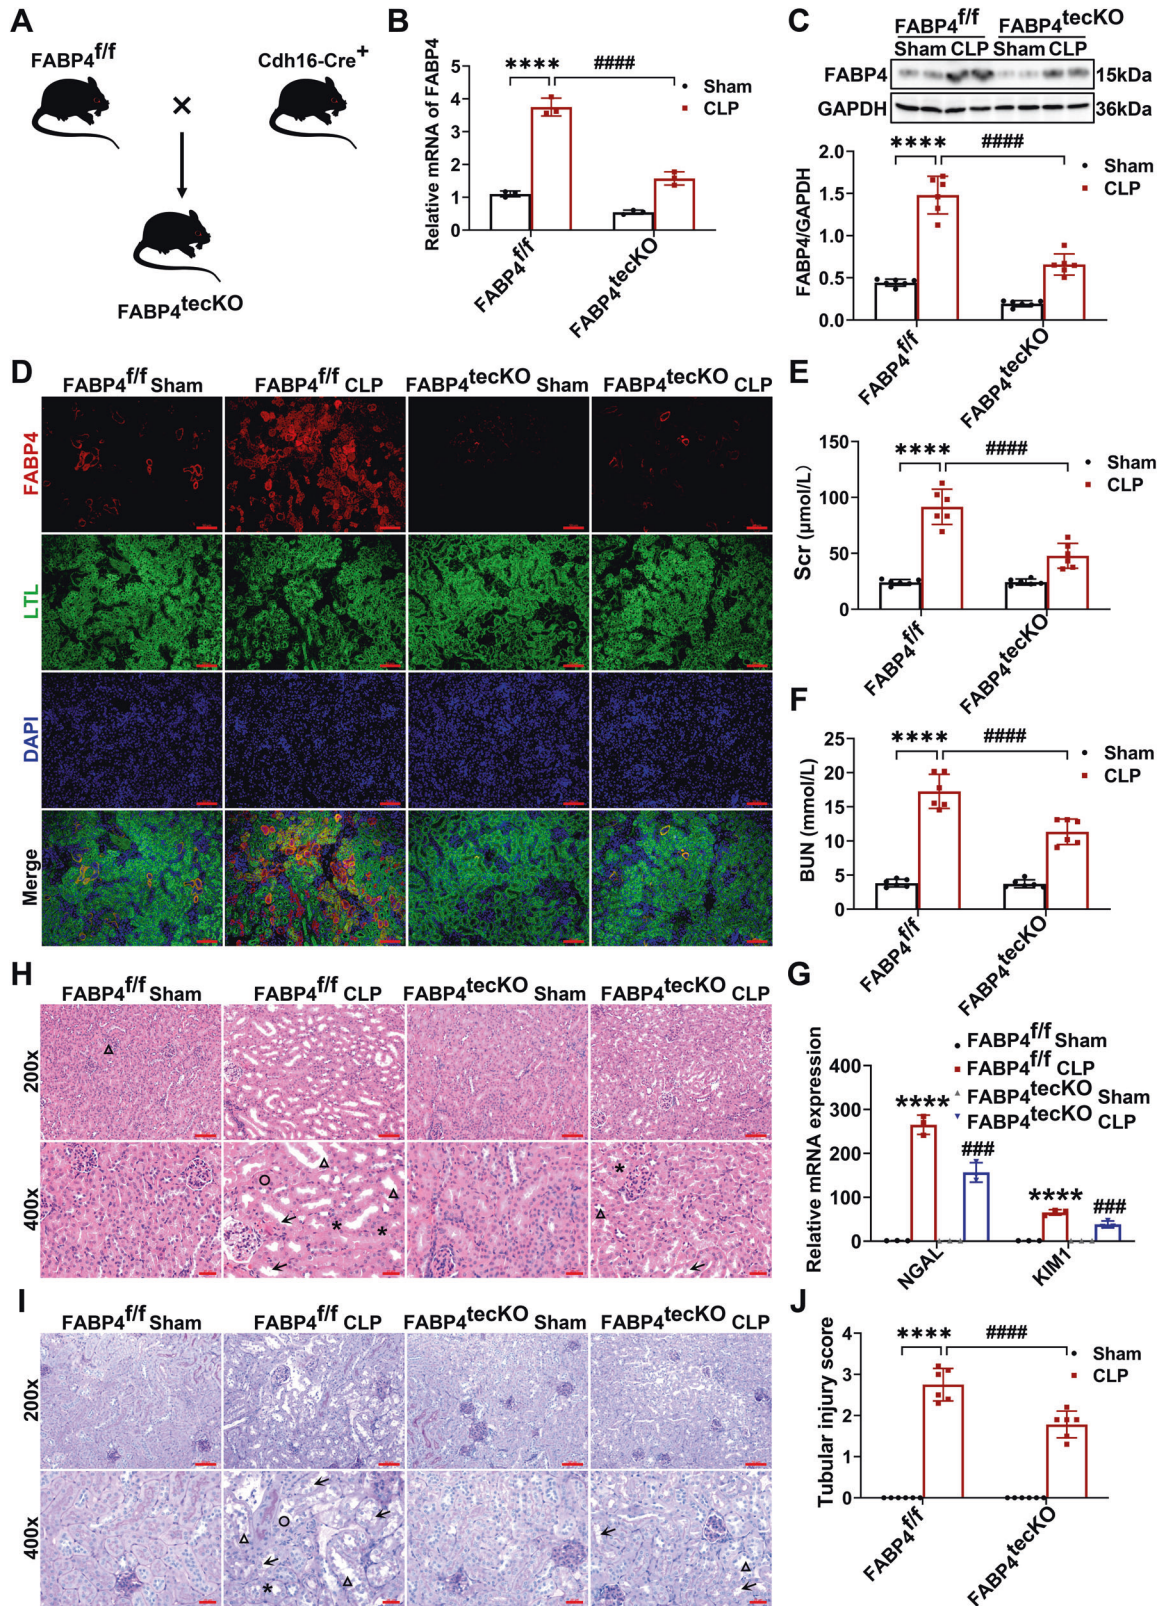 A
FABP4f/f
Cdh16-Cre+
×
FABP4tecKO
B
Relative mRNA of FABP4
5
4
3
2
1
0
****
####
Sham
CLP
FABP4f/f
FABP4tecKO
C
FABP4f/f FABP4tecKO
Sham CLP Sham CLP
FABP4 15kDa
GAPDH 36kDa
FABP4/GAPDH
2.0
1.5
1.0
0.5
0.0
****
####
Sham
CLP
FABP4f/f
FABP4tecKO
D
FABP4f/f Sham FABP4f/f CLP FABP4tecKO Sham FABP4tecKO CLP
FABP4
LTL
DAPI
Merge
E
Scr (μmol/L)
150
100
50
0
****
####
Sham
CLP
FABP4f/f
FABP4tecKO
F
BUN (mmol/L)
25
20
15
10
5
0
****
####
Sham
CLP
FABP4f/f
FABP4tecKO
G
FABP4f/f Sham
FABP4f/f CLP
FABP4tecKO Sham
FABP4tecKO CLP
Relative mRNA expression
400
300
200
100
0
****
###
****
###
NGAL
KIM1
H
FABP4f/f Sham FABP4f/f CLP FABP4tecKO Sham FABP4tecKO CLP
200x
400x
*
*
*
I
FABP4f/f Sham FABP4f/f CLP FABP4tecKO Sham FABP4tecKO CLP
200x
400x
*
J
Tubular injury score
4
3
2
1
0
****
####
Sham
CLP
FABP4f/f
FABP4tecKO